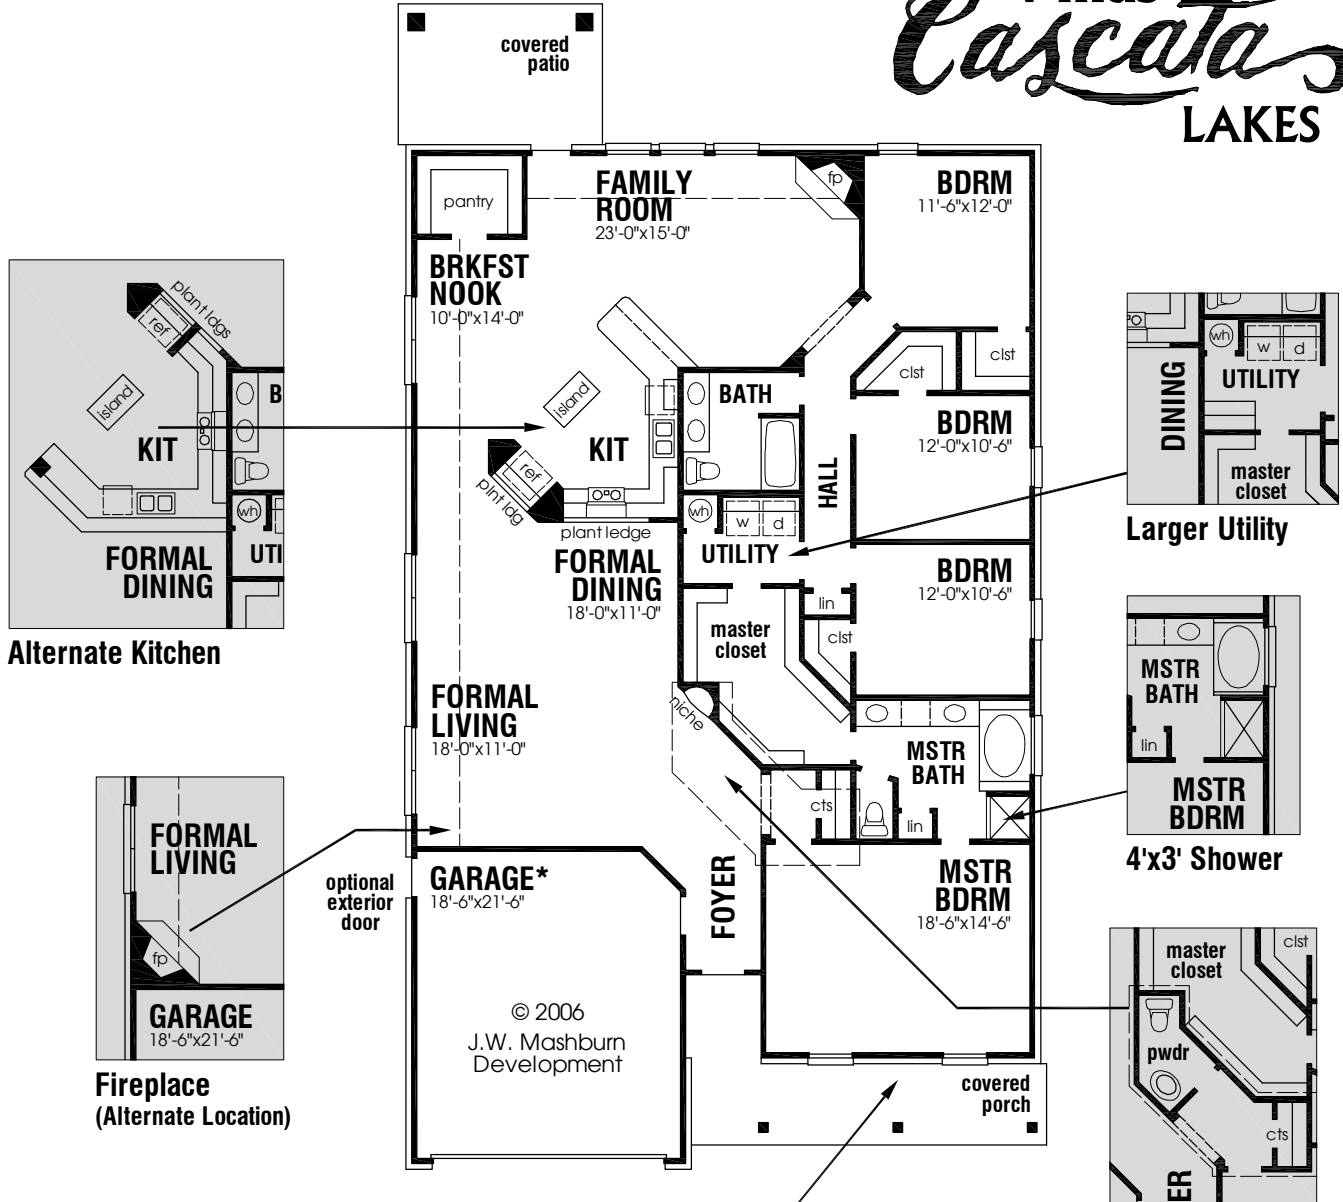 Cascata
LAKES
covered
patio
pantry
FAMILY
ROOM
23'-0"x15'-0"
fp
BDRM
11'-6"x12'-0"
BRKFST
NOOK
10'-0"x14'-0"
clst
clst
island
KIT
BATH
BDRM
12'-0"x10'-6"
HALL
ref
plnt ldg
plant ledge
wh
w
d
UTILITY
FORMAL
DINING
18'-0"x11'-0"
BDRM
12'-0"x10'-6"
lin
clst
master
closet
FORMAL
LIVING
18'-0"x11'-0"
niche
MSTR
BATH
cts
lin
optional
exterior
door
GARAGE*
18'-6"x21'-6"
FOYER
MSTR
BDRM
18'-6"x14'-6"
© 2006
J.W. Mashburn
Development
covered
porch
plant ldgs
ref
island
KIT
B
wh
UTI
FORMAL
DINING
Alternate Kitchen
FORMAL
LIVING
fp
GARAGE
18'-6"x21'-6"
Fireplace
(Alternate Location)
wh
w
d
UTILITY
DINING
master
closet
Larger Utility
MSTR
BATH
lin
MSTR
BDRM
4'x3' Shower
master
closet
clst
pwdr
cts
ER